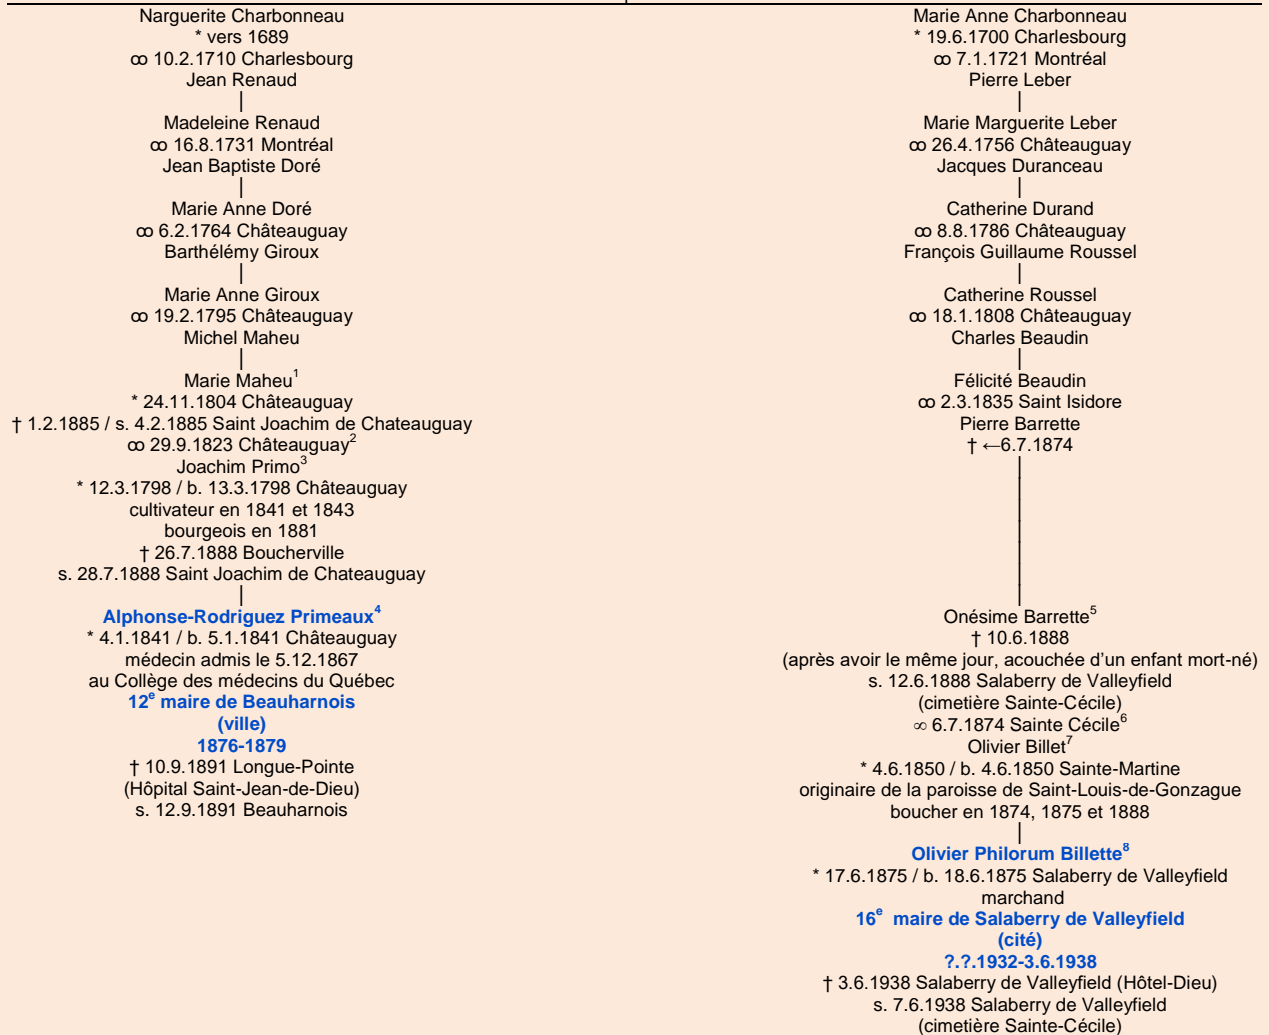 Narguerite Charbonneau
* vers 1689
ꝏ 10.2.1710 Charlesbourg
Jean Renaud
Madeleine Renaud
ꝏ 16.8.1731 Montréal
Jean Baptiste Doré
Marie Anne Doré
ꝏ 6.2.1764 Châteauguay
Barthélémy Giroux
Marie Anne Giroux
ꝏ 19.2.1795 Châteauguay
Michel Maheu
Marie Maheu¹
* 24.11.1804 Châteauguay
† 1.2.1885 / s. 4.2.1885 Saint Joachim de Chateauguay
ꝏ 29.9.1823 Châteauguay²
Joachim Primo³
* 12.3.1798 / b. 13.3.1798 Châteauguay
cultivateur en 1841 et 1843
bourgeois en 1881
† 26.7.1888 Boucherville
s. 28.7.1888 Saint Joachim de Chateauguay
Alphonse-Rodriguez Primeaux⁴
* 4.1.1841 / b. 5.1.1841 Châteauguay
médecin admis le 5.12.1867
au Collège des médecins du Québec
12ᵉ maire de Beauharnois
(ville)
1876-1879
† 10.9.1891 Longue-Pointe
(Hôpital Saint-Jean-de-Dieu)
s. 12.9.1891 Beauharnois
Marie Anne Charbonneau
* 19.6.1700 Charlesbourg
ꝏ 7.1.1721 Montréal
Pierre Leber
Marie Marguerite Leber
ꝏ 26.4.1756 Châteauguay
Jacques Duranceau
Catherine Durand
ꝏ 8.8.1786 Châteauguay
François Guillaume Roussel
Catherine Roussel
ꝏ 18.1.1808 Châteauguay
Charles Beaudin
Félicité Beaudin
ꝏ 2.3.1835 Saint Isidore
Pierre Barrette
† ←6.7.1874
Onésime Barrette⁵
† 10.6.1888
(après avoir le même jour, acouchée d'un enfant mort-né)
s. 12.6.1888 Salaberry de Valleyfield
(cimetière Sainte-Cécile)
∞ 6.7.1874 Sainte Cécile⁶
Olivier Billet⁷
* 4.6.1850 / b. 4.6.1850 Sainte-Martine
originaire de la paroisse de Saint-Louis-de-Gonzague
boucher en 1874, 1875 et 1888
Olivier Philorum Billette⁸
* 17.6.1875 / b. 18.6.1875 Salaberry de Valleyfield
marchand
16ᵉ maire de Salaberry de Valleyfield
(cité)
?.?.1932-3.6.1938
† 3.6.1938 Salaberry de Valleyfield (Hôtel-Dieu)
s. 7.6.1938 Salaberry de Valleyfield
(cimetière Sainte-Cécile)